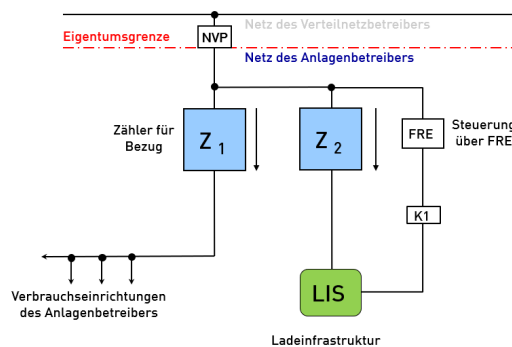 Netz des Verteilnetzbetreibers
Eigentumsgrenze
NVP
Netz des Anlagenbetreibers
Zähler für
Bezug
Z 1
Z 2
FRE
Steuerung
über FRE
K1
LIS
Verbrauchseinrichtungen
des Anlagenbetreibers
Ladeinfrastruktur